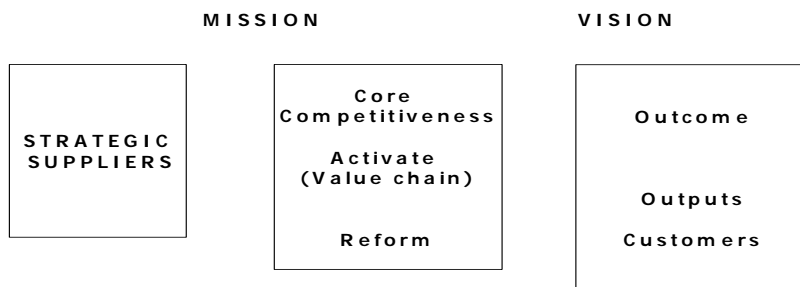 MISSION
VISION
STRATEGIC
SUPPLIERS
Core
Competitiveness
Activate
(Value chain)
Reform
Outcome
Outputs
Customers